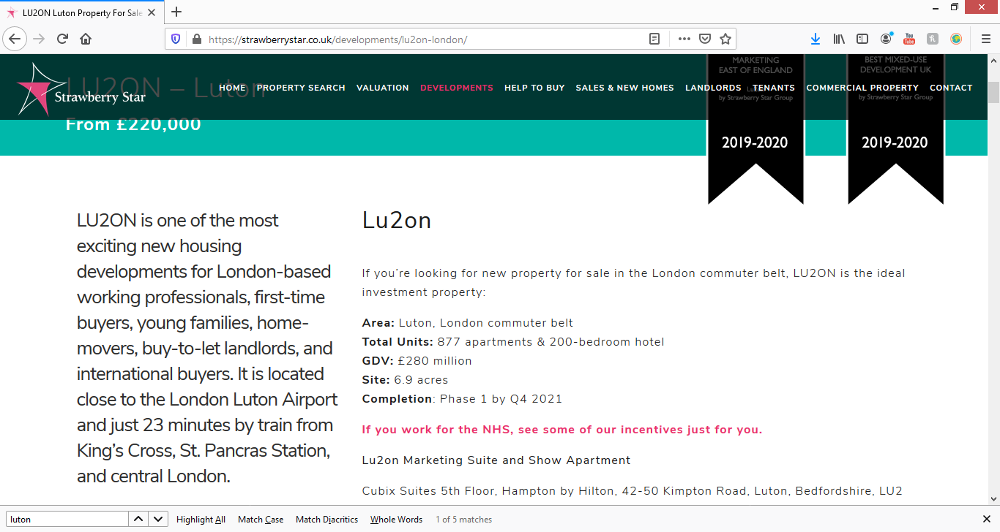 LU2ON Luton Property For Sale
https://strawberrystar.co.uk/developments/lu2on-london/
You Tube
LU2ON – Luton
Strawberry Star
HOME PROPERTY SEARCH VALUATION DEVELOPMENTS HELP TO BUY SALES & NEW HOMES LANDLORDS TENANTS COMMERCIAL PROPERTY CONTACT
From £220,000
MARKETING
EAST OF ENGLAND
by Strawberry Star Group
2019-2020
BEST MIXED-USE
DEVELOPMENT UK
by Strawberry Star Group
2019-2020
LU2ON is one of the most
exciting new housing
developments for London-based
working professionals, first-time
buyers, young families, home-
movers, buy-to-let landlords, and
international buyers. It is located
close to the London Luton Airport
and just 23 minutes by train from
King’s Cross, St. Pancras Station,
and central London.
Lu2on
If you’re looking for new property for sale in the London commuter belt, LU2ON is the ideal
investment property:
Area: Luton, London commuter belt
Total Units: 877 apartments & 200-bedroom hotel
GDV: £280 million
Site: 6.9 acres
Completion: Phase 1 by Q4 2021
If you work for the NHS, see some of our incentives just for you.
Lu2on Marketing Suite and Show Apartment
Cubix Suites 5th Floor, Hampton by Hilton, 42-50 Kimpton Road, Luton, Bedfordshire, LU2
luton Highlight All Match Case Match Diacritics Whole Words 1 of 5 matches